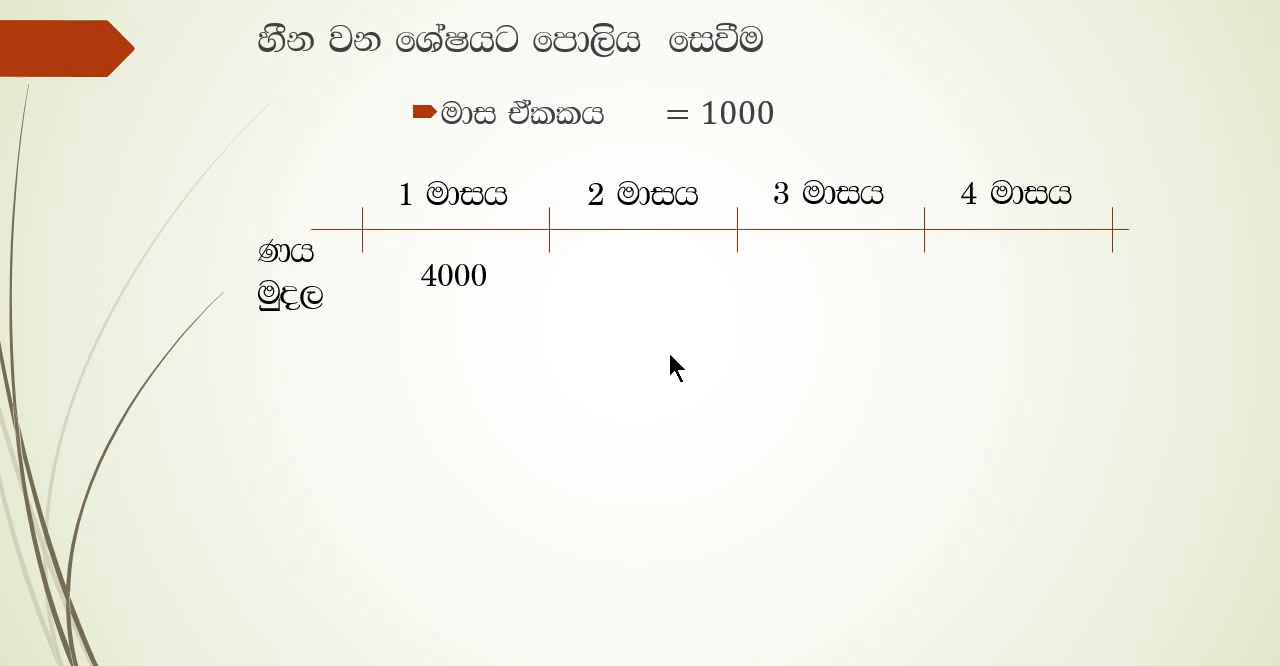 හීන වන ශේෂයට පොලිය සෙවීම
මාස ඒකකය = 1000
1 මාසය 2 මාසය 3 මාසය 4 මාසය
ණය
මුදල
4000